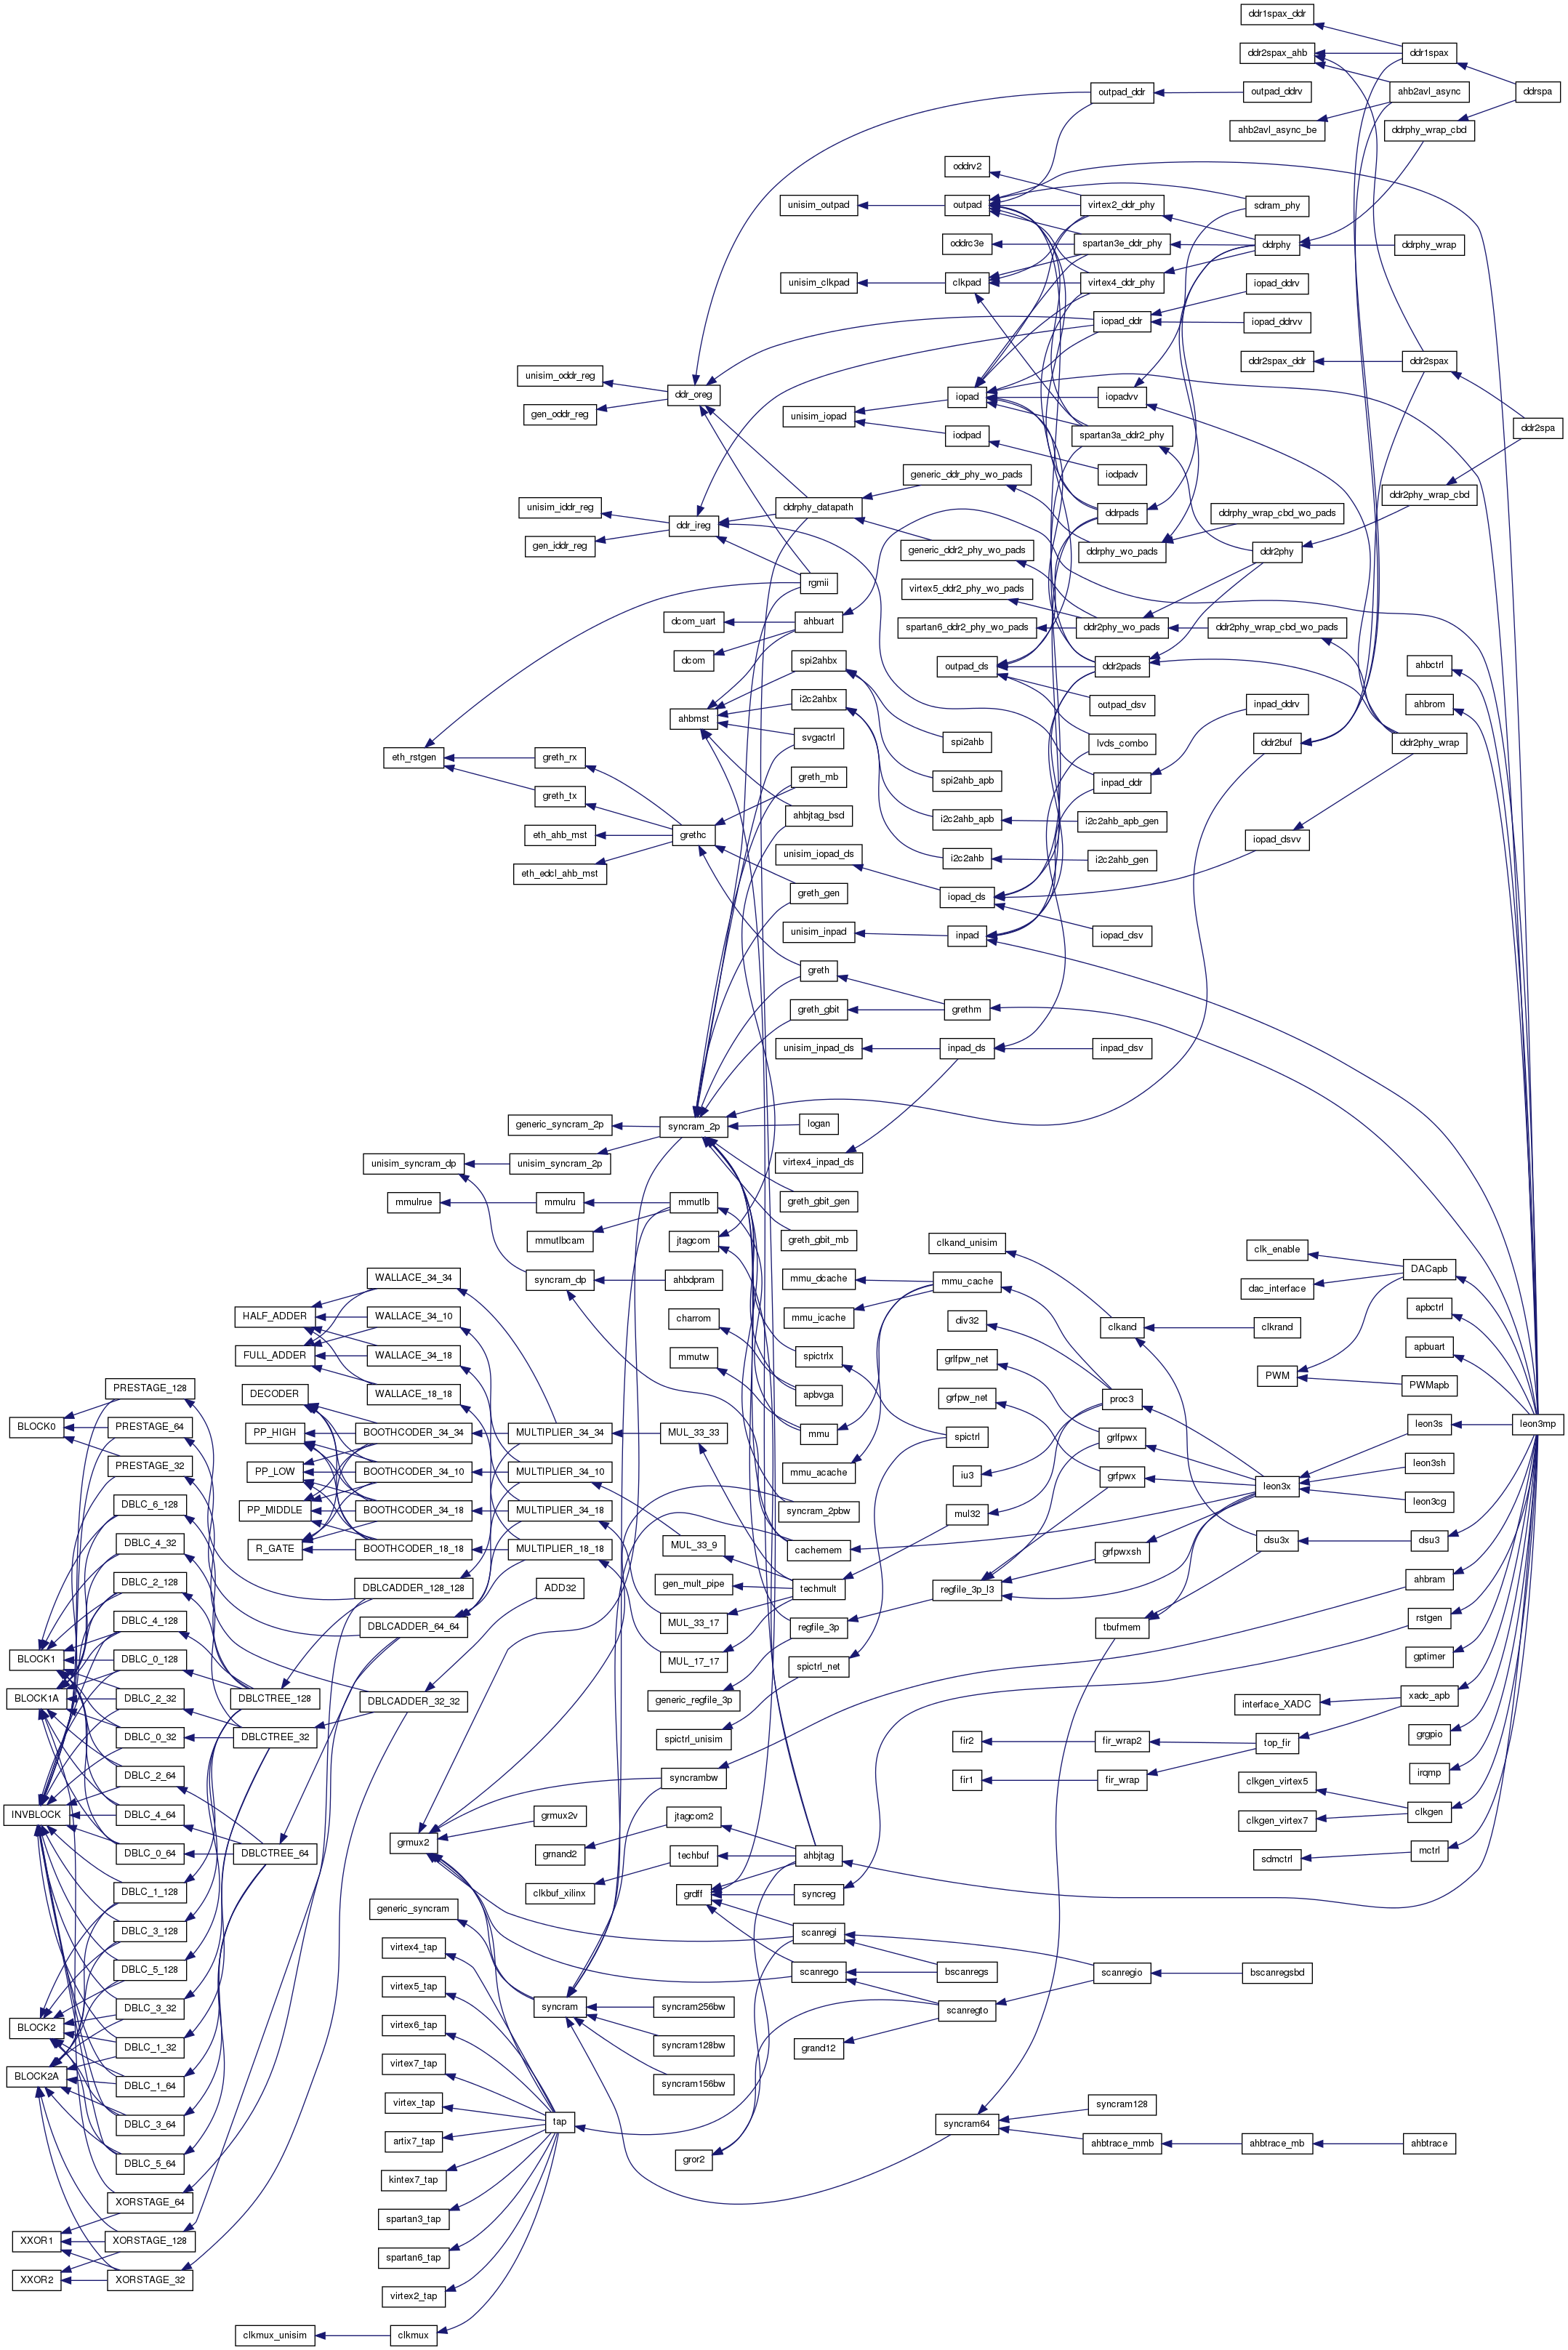 ddr1spax_ddr
ddr2spax_ahb
ddr1spax
outpad_ddr
outpad_ddrv
ahb2avl_async
ddrspa
ahb2avl_async_be
ddrphy_wrap_cbd
oddrv2
unisim_outpad
outpad
virtex2_ddr_phy
sdram_phy
oddrc3e
spartan3e_ddr_phy
ddrphy
ddrphy_wrap
unisim_clkpad
clkpad
virtex4_ddr_phy
iopad_ddrv
iopad_ddr
iopad_ddrvv
unisim_oddr_reg
ddr2spax_ddr
ddr2spax
gen_oddr_reg
ddr_oreg
unisim_iopad
iopad
iopadvv
iodpad
spartan3a_ddr2_phy
ddr2spa
generic_ddr_phy_wo_pads
iodpadv
unisim_iddr_reg
ddrphy_datapath
ddr2phy_wrap_cbd
ddrpads
ddrphy_wrap_cbd_wo_pads
gen_iddr_reg
ddr_ireg
generic_ddr2_phy_wo_pads
ddrphy_wo_pads
ddr2phy
rgmii
virtex5_ddr2_phy_wo_pads
dcom_uart
ahbuart
spartan6_ddr2_phy_wo_pads
ddr2phy_wo_pads
ddr2phy_wrap_cbd_wo_pads
dcom
spi2ahbx
outpad_ds
ddr2pads
ahbctrl
i2c2ahbx
outpad_dsv
inpad_ddrv
ahbrom
ahbmst
svgactrl
spi2ahb
lvds_combo
ddr2buf
ddr2phy_wrap
eth_rstgen
greth_rx
greth_mb
spi2ahb_apb
inpad_ddr
greth_tx
ahbjtag_bsd
i2c2ahb_apb
i2c2ahb_apb_gen
eth_ahb_mst
grethc
unisim_iopad_ds
i2c2ahb
i2c2ahb_gen
iopad_dsvv
eth_edcl_ahb_mst
greth_gen
iopad_ds
unisim_inpad
inpad
iopad_dsv
greth
greth_gbit
grethm
unisim_inpad_ds
inpad_ds
inpad_dsv
generic_syncram_2p
syncram_2p
logan
unisim_syncram_dp
unisim_syncram_2p
virtex4_inpad_ds
mmulrue
mmulru
mmutlb
greth_gbit_gen
mmutlbcam
jtagcom
greth_gbit_mb
clkand_unisim
clk_enable
DACapb
syncram_dp
ahbdpram
mmu_dcache
mmu_cache
dac_interface
WALLACE_34_34
HALF_ADDER
WALLACE_34_10
charrom
mmu_icache
div32
clkand
clkrand
apbctrl
FULL_ADDER
WALLACE_34_18
mmutw
spictrlx
grlfpw_net
apbuart
PWM
PWMapb
PRESTAGE_128
DECODER
WALLACE_18_18
apbvga
grfpw_net
proc3
BLOCK0
PRESTAGE_64
PP_HIGH
BOOTHCODER_34_34
MULTIPLIER_34_34
MUL_33_33
mmu
spictrl
grlfpwx
leon3s
leon3mp
PRESTAGE_32
PP_LOW
BOOTHCODER_34_10
MULTIPLIER_34_10
mmu_acache
iu3
grfpwx
leon3x
leon3sh
DBLC_6_128
PP_MIDDLE
BOOTHCODER_34_18
MULTIPLIER_34_18
syncram_2pbw
mul32
leon3cg
DBLC_4_32
R_GATE
BOOTHCODER_18_18
MULTIPLIER_18_18
MUL_33_9
cachemem
grfpwxsh
dsu3x
dsu3
DBLC_2_128
DBLCADDER_128_128
ADD32
gen_mult_pipe
techmult
regfile_3p_l3
ahbram
DBLC_4_128
DBLCADDER_64_64
MUL_33_17
regfile_3p
tbufmem
rstgen
BLOCK1
DBLC_0_128
MUL_17_17
spictrl_net
gptimer
BLOCK1A
DBLC_2_32
DBLCTREE_128
DBLCADDER_32_32
generic_regfile_3p
interface_XADC
xadc_apb
DBLC_0_32
DBLCTREE_32
spictrl_unisim
fir2
fir_wrap2
top_fir
grgpio
DBLC_2_64
syncrambw
fir1
fir_wrap
clkgen_virtex5
irqmp
INVBLOCK
DBLC_4_64
grmux2
grmux2v
jtagcom2
clkgen_virtex7
clkgen
DBLC_0_64
DBLCTREE_64
grnand2
techbuf
ahbjtag
sdmctrl
mctrl
DBLC_1_128
clkbuf_xilinx
grdff
syncreg
generic_syncram
DBLC_3_128
scanregi
virtex4_tap
DBLC_5_128
scanrego
bscanregs
scanregio
bscanregsbd
virtex5_tap
DBLC_3_32
syncram
syncram256bw
scanregto
BLOCK2
virtex6_tap
DBLC_1_32
syncram128bw
grand12
BLOCK2A
virtex7_tap
DBLC_1_64
syncram156bw
virtex_tap
syncram128
DBLC_3_64
tap
syncram64
artix7_tap
ahbtrace_mmb
ahbtrace_mb
ahbtrace
DBLC_5_64
gror2
kintex7_tap
XORSTAGE_64
spartan3_tap
XXOR1
XORSTAGE_128
spartan6_tap
XXOR2
XORSTAGE_32
virtex2_tap
clkmux_unisim
clkmux